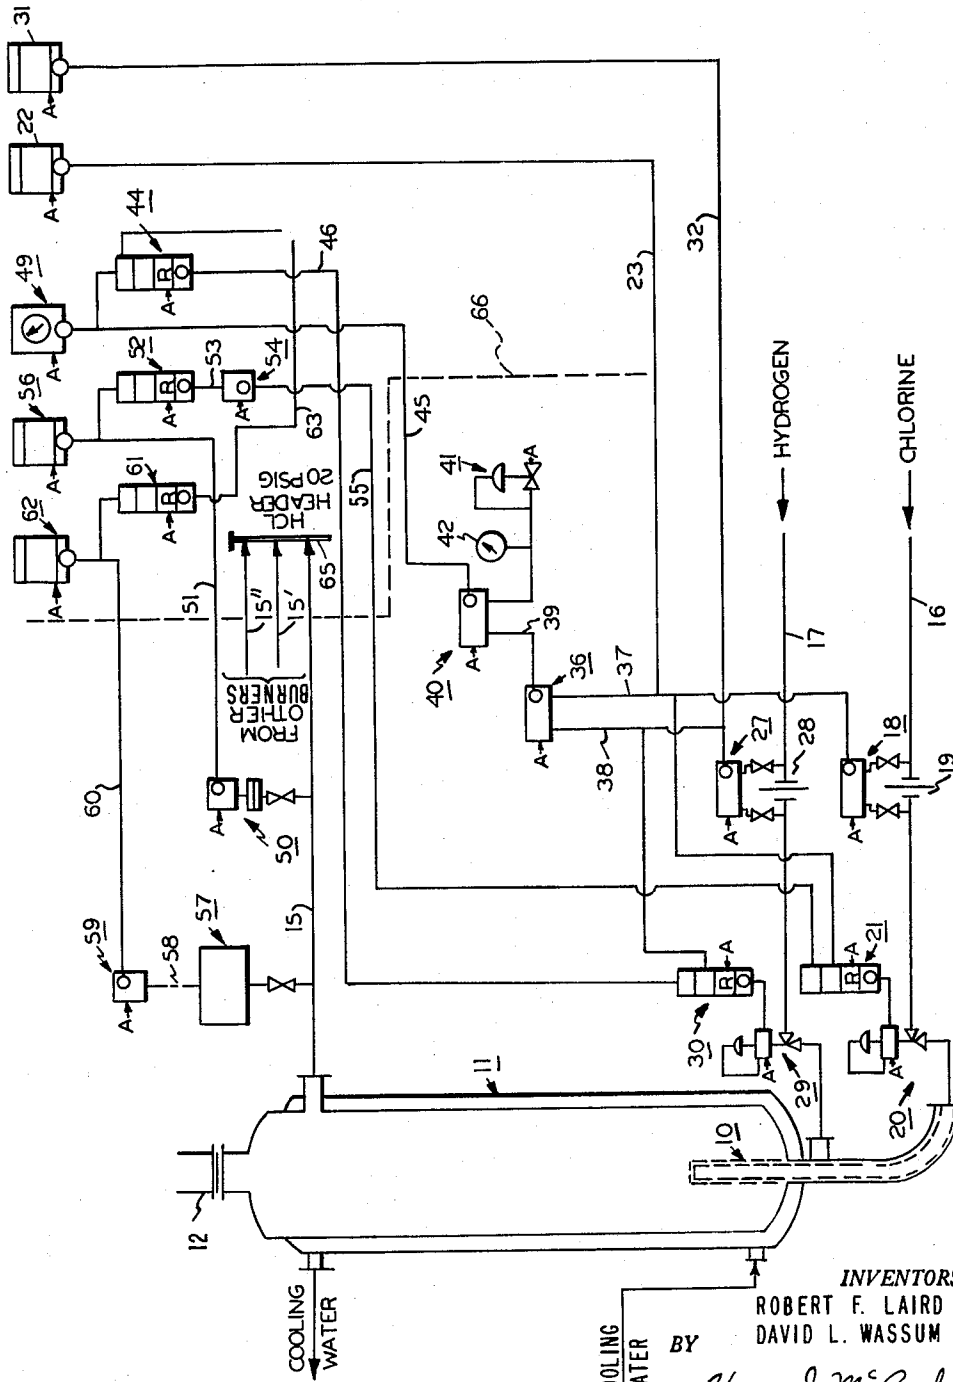 31
22
A
A
49
44
A
R
A
46
56
52
A
R
A
53
54
A
62
61
A
R
A
63
HCL
HEADER
20 PSIG
65
51
15"
15'
FROM
OTHER
BURNERS
66
45
55
41
A
42
40
A
39
36
A
37
38
23
32
60
59
A
58
57
50
A
15
27
A
28
17
HYDROGEN
18
A
19
16
CHLORINE
30
R
A
29
A
21
R
A
20
A
12
11
10
COOLING
WATER
INVENTORS
ROBERT F. LAIRD
DAVID L. WASSUM
BY